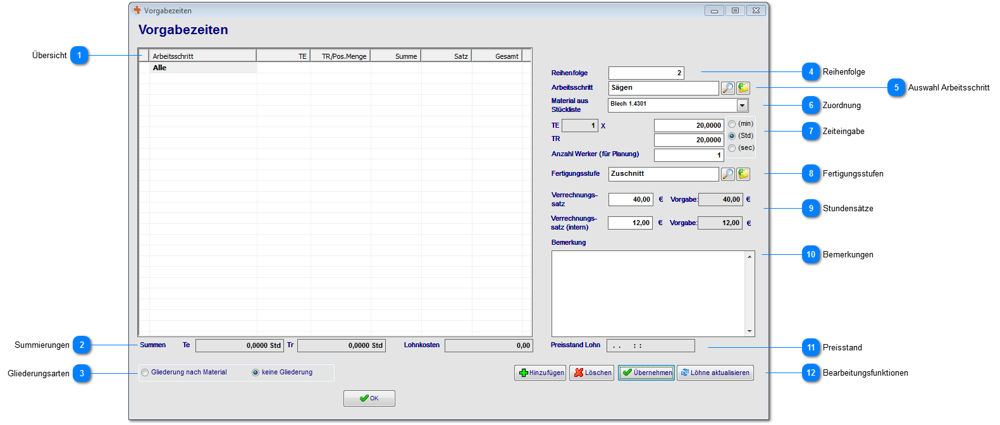 Vorgabezeiten
Vorgabezeiten
Übersicht 1
Arbeitsschritt TE TR/Pos.Menge Summe Satz Gesamt
Alle
Reihenfolge 2
4 Reihenfolge
Arbeitsschritt Sägen
5 Auswahl Arbeitsschritt
Material aus
Stückliste
Blech 1.4301
6 Zuordnung
TE 1 X 20,0000 (min)
TR 20,0000 (Std)
7 Zeiteingabe
(sec)
Anzahl Werker (für Planung) 1
Fertigungsstufe Zuschnitt
8 Fertigungsstufen
Verrechnungs-
satz
40,00 € Vorgabe: 40,00 €
9 Stundensätze
Verrechnungs-
satz (intern)
12,00 € Vorgabe: 12,00 €
Bemerkung
10 Bemerkungen
Summierungen 2
Summen Te 0,0000 Std Tr 0,0000 Std Lohnkosten 0,00
Preisstand Lohn . . : :
11 Preisstand
Gliederungsarten 3
Gliederung nach Material keine Gliederung
Hinzufügen Löschen Übernehmen Löhne aktualisieren
12 Bearbeitungsfunktionen
OK